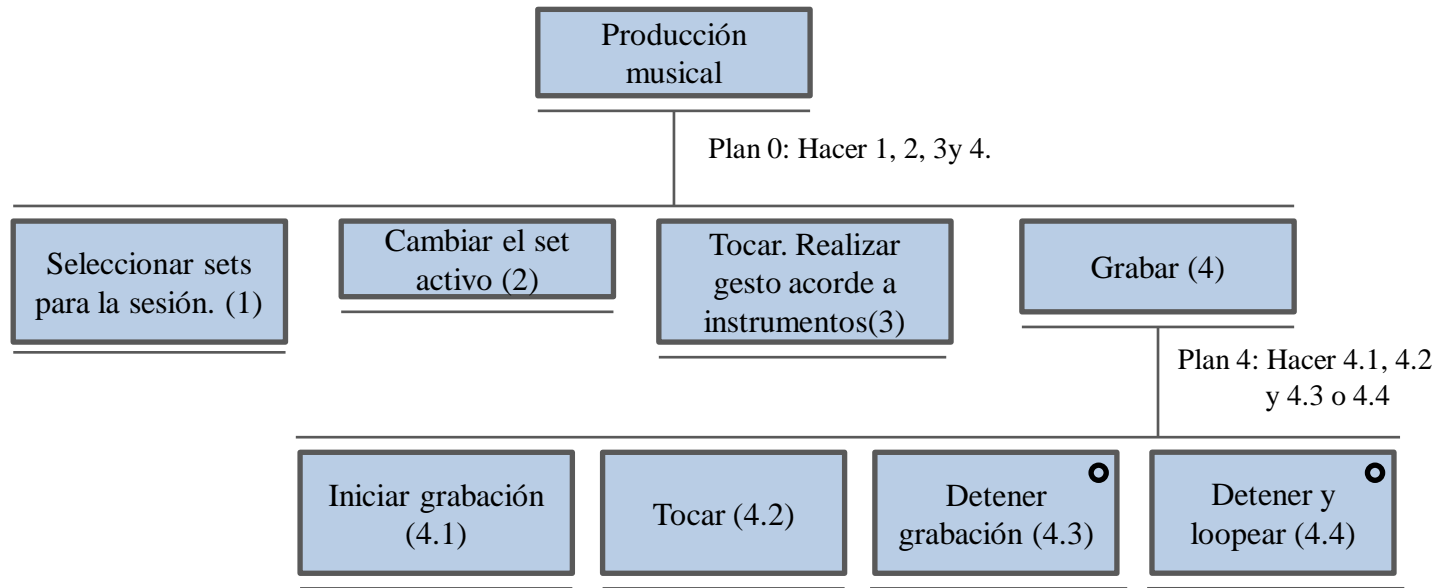 Producción
musical
Plan 0: Hacer 1, 2, 3y 4.
Seleccionar sets
para la sesión. (1)
Cambiar el set
activo (2)
Tocar. Realizar
gesto acorde a
instrumentos(3)
Grabar (4)
Plan 4: Hacer 4.1, 4.2
y 4.3 o 4.4
Iniciar grabación
(4.1)
Tocar (4.2)
Detener
grabación (4.3)
Detener y
loopear (4.4)